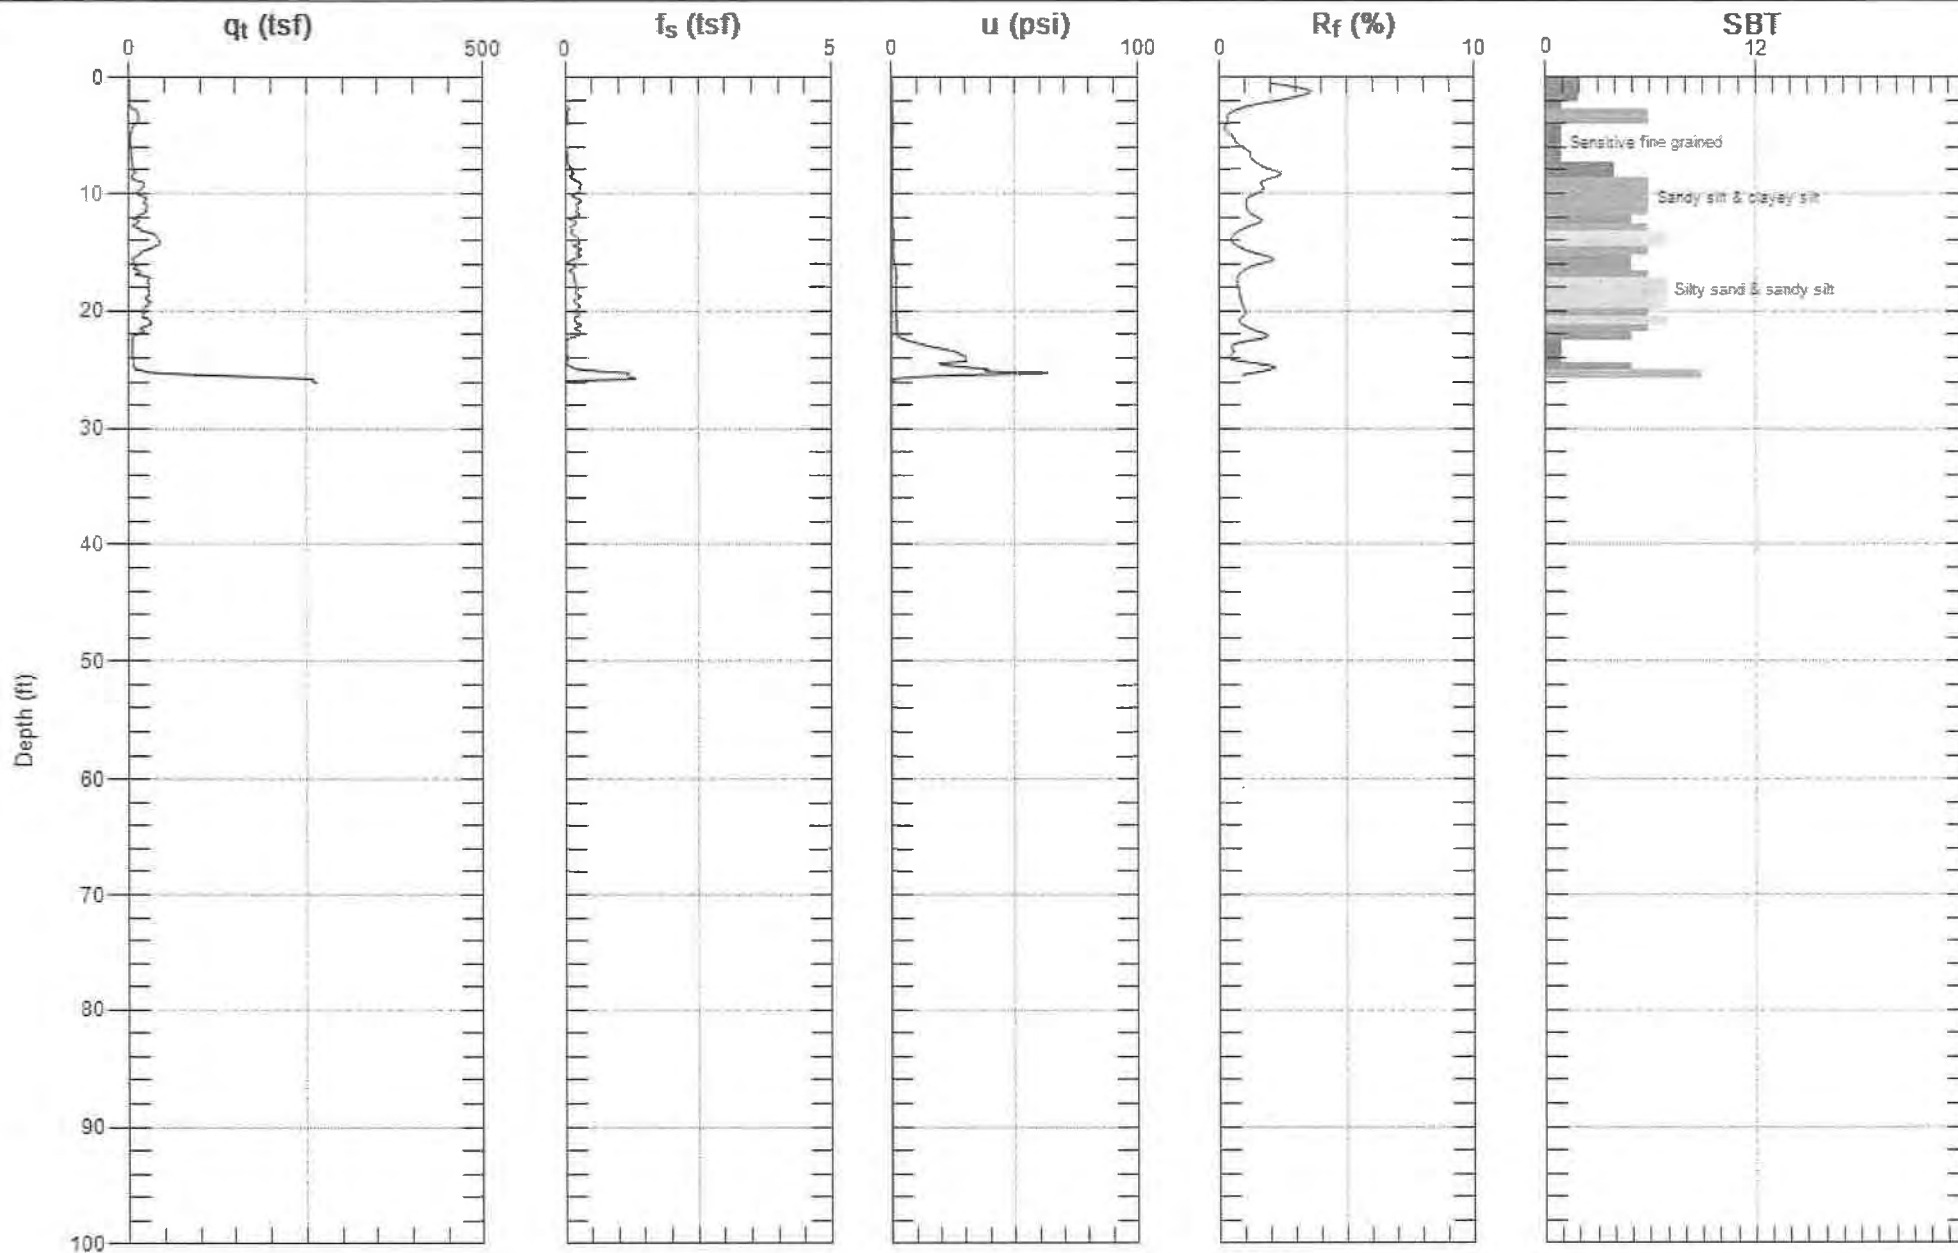 qt (tsf) fs (tsf) u (psi) Rf (%) SBT
0 500 0 5 0 100 0 10 0 12
0
Sensitive fine grained
10
Sandy silt & clayey silt
Silty sand & sandy silt
20
30
40
50
Depth (ft)
60
70
80
90
100